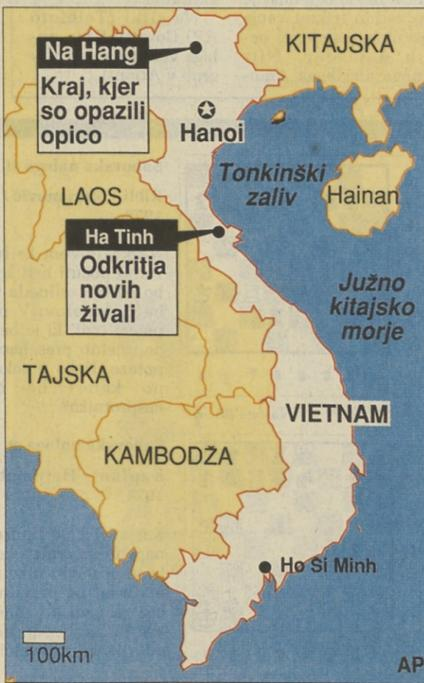 Na Hang
Kraj, kjer
so opazili
opico
KITAJSKA
Hanoi
Tonkinški
zaliv
Hainan
LAOS
Ha Tinh
Odkritja
novih
živali
Južno
kitajsko
morje
TAJSKA
VIETNAM
KAMBODŽA
Ho Ši Minh
100km
AP